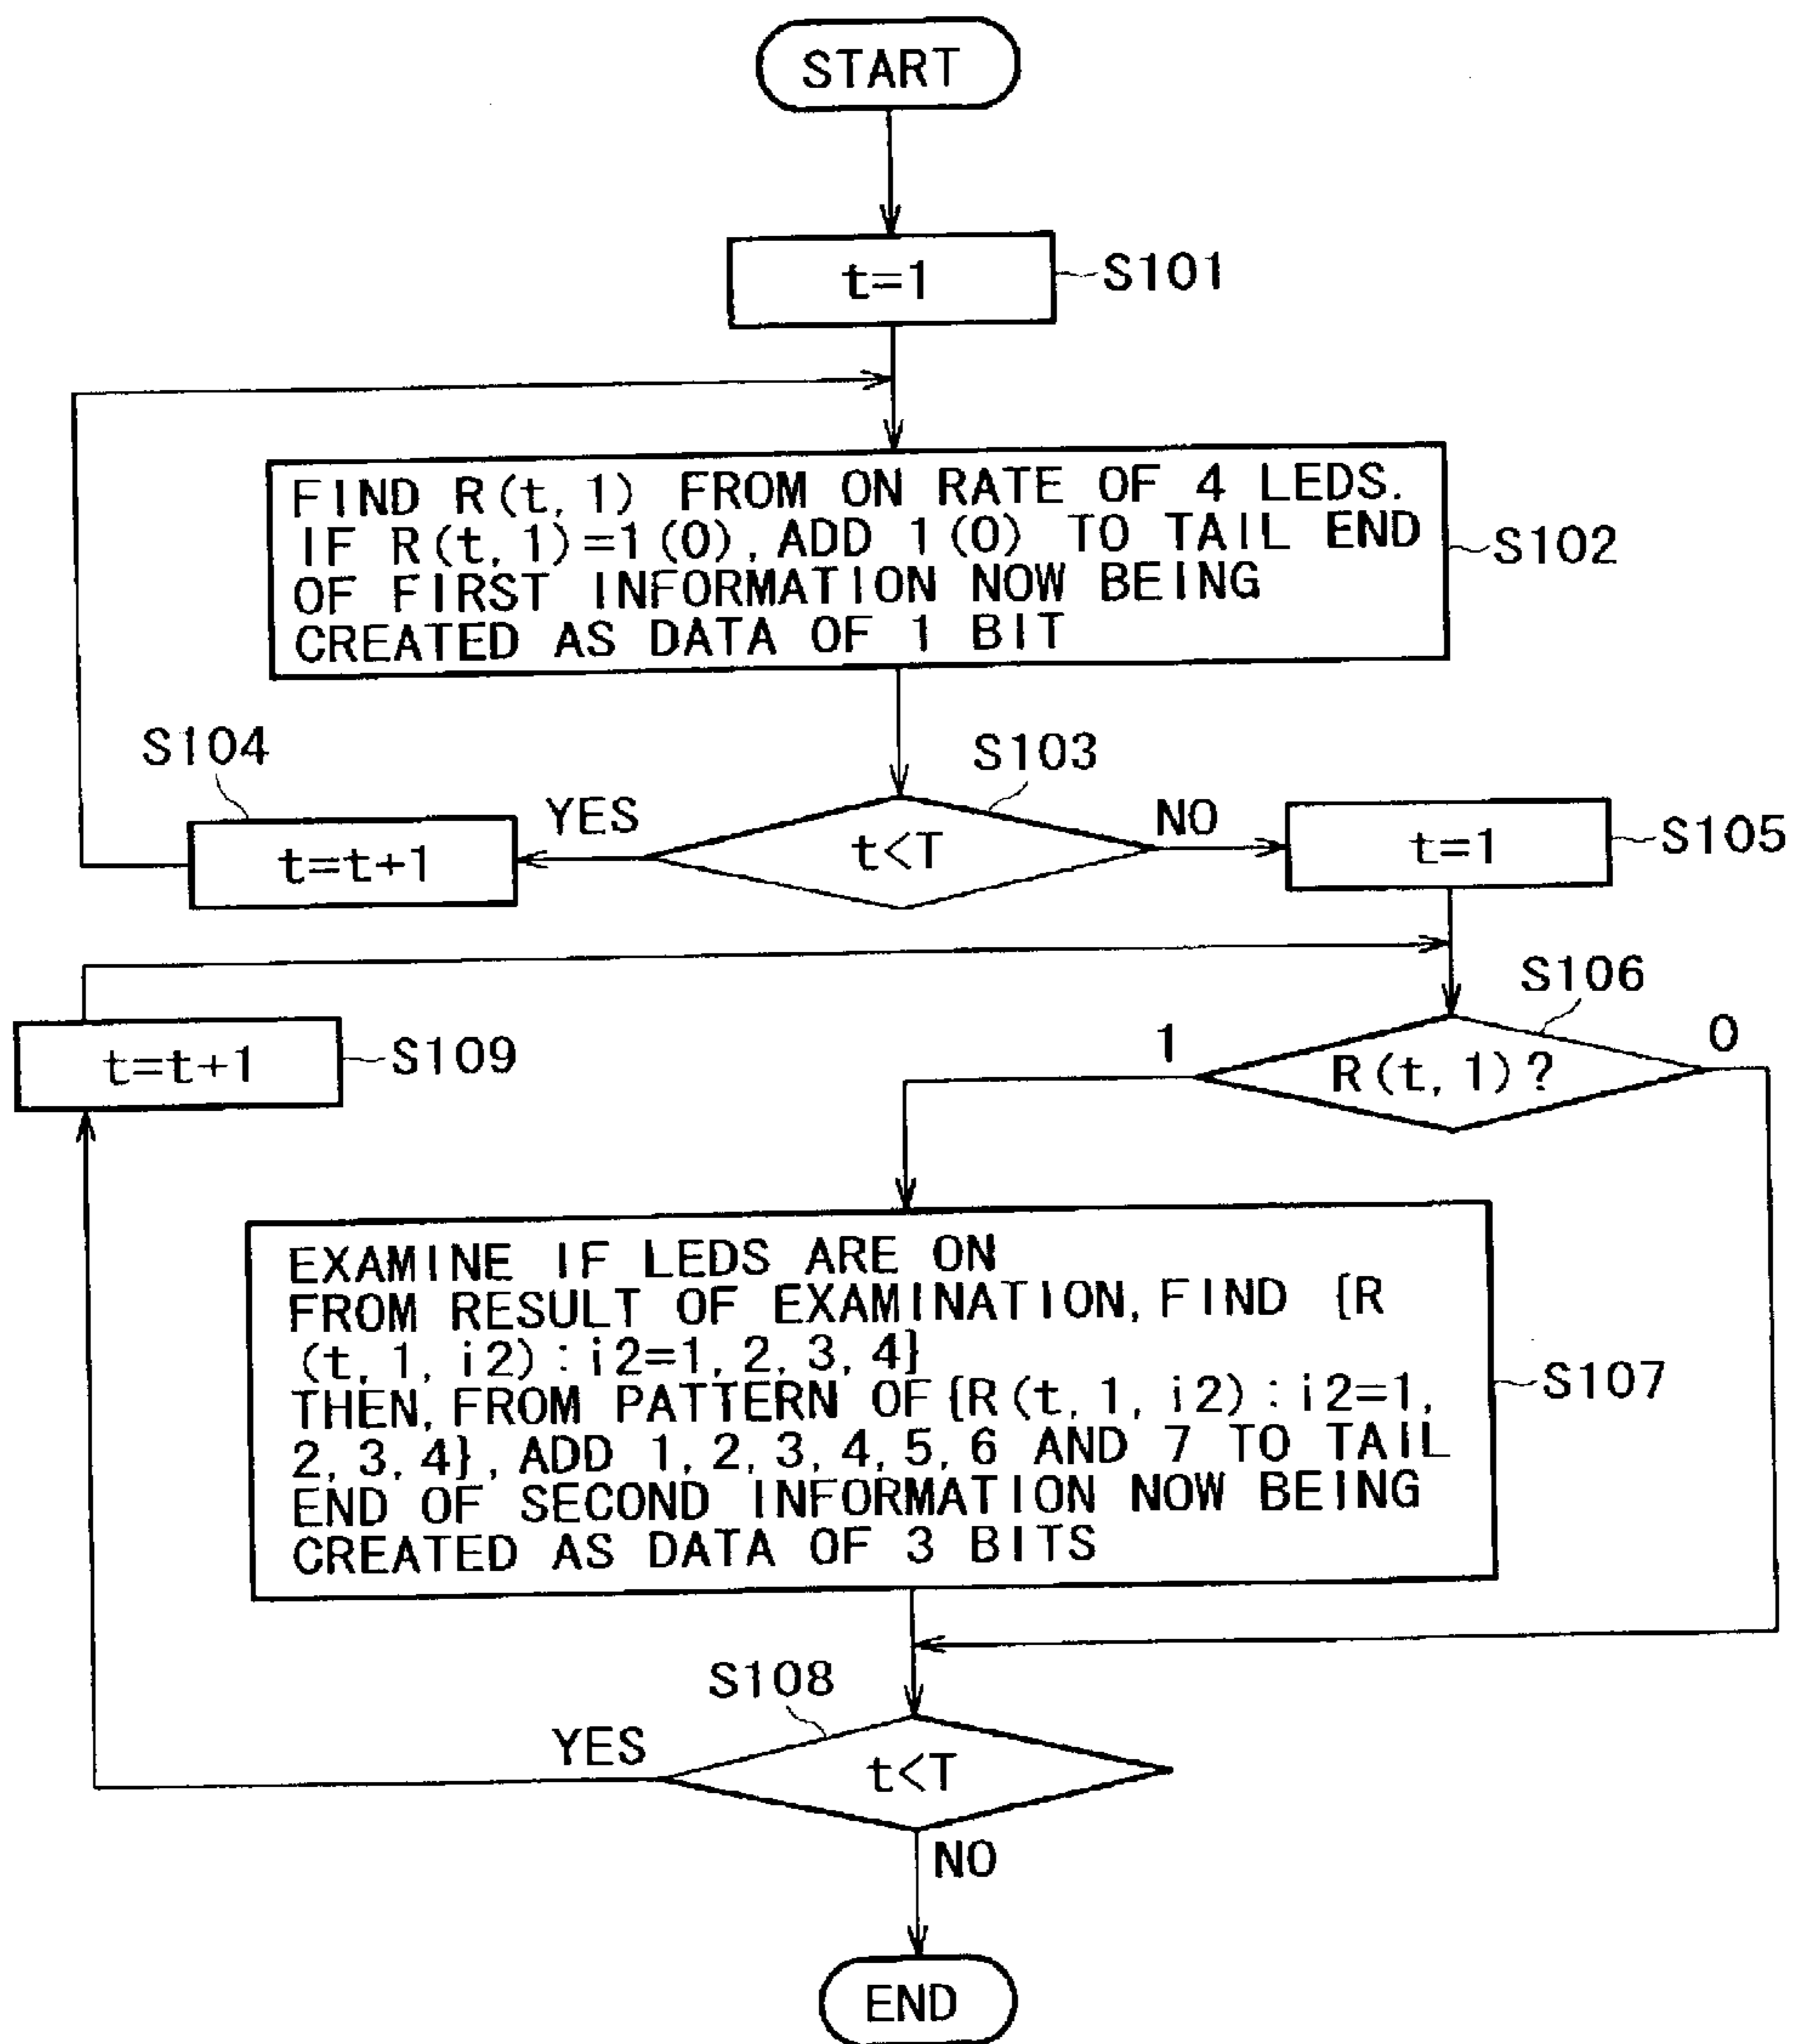 START
t=1
S101
FIND R(t, 1) FROM ON RATE OF 4 LEDS.
IF R(t, 1)=1(0), ADD 1(0) TO TAIL END
OF FIRST INFORMATION NOW BEING
CREATED AS DATA OF 1 BIT
S102
S104
S103
YES
NO
t=t+1
t<T
t=1
S105
S106
t=t+1
S109
1
R(t, 1)?
0
EXAMINE IF LEDS ARE ON
FROM RESULT OF EXAMINATION, FIND {R
(t, 1, i2):i2=1, 2, 3, 4}
THEN, FROM PATTERN OF {R(t, 1, i2):i2=1,
2, 3, 4}, ADD 1, 2, 3, 4, 5, 6 AND 7 TO TAIL
END OF SECOND INFORMATION NOW BEING
CREATED AS DATA OF 3 BITS
S107
S108
YES
t<T
NO
END